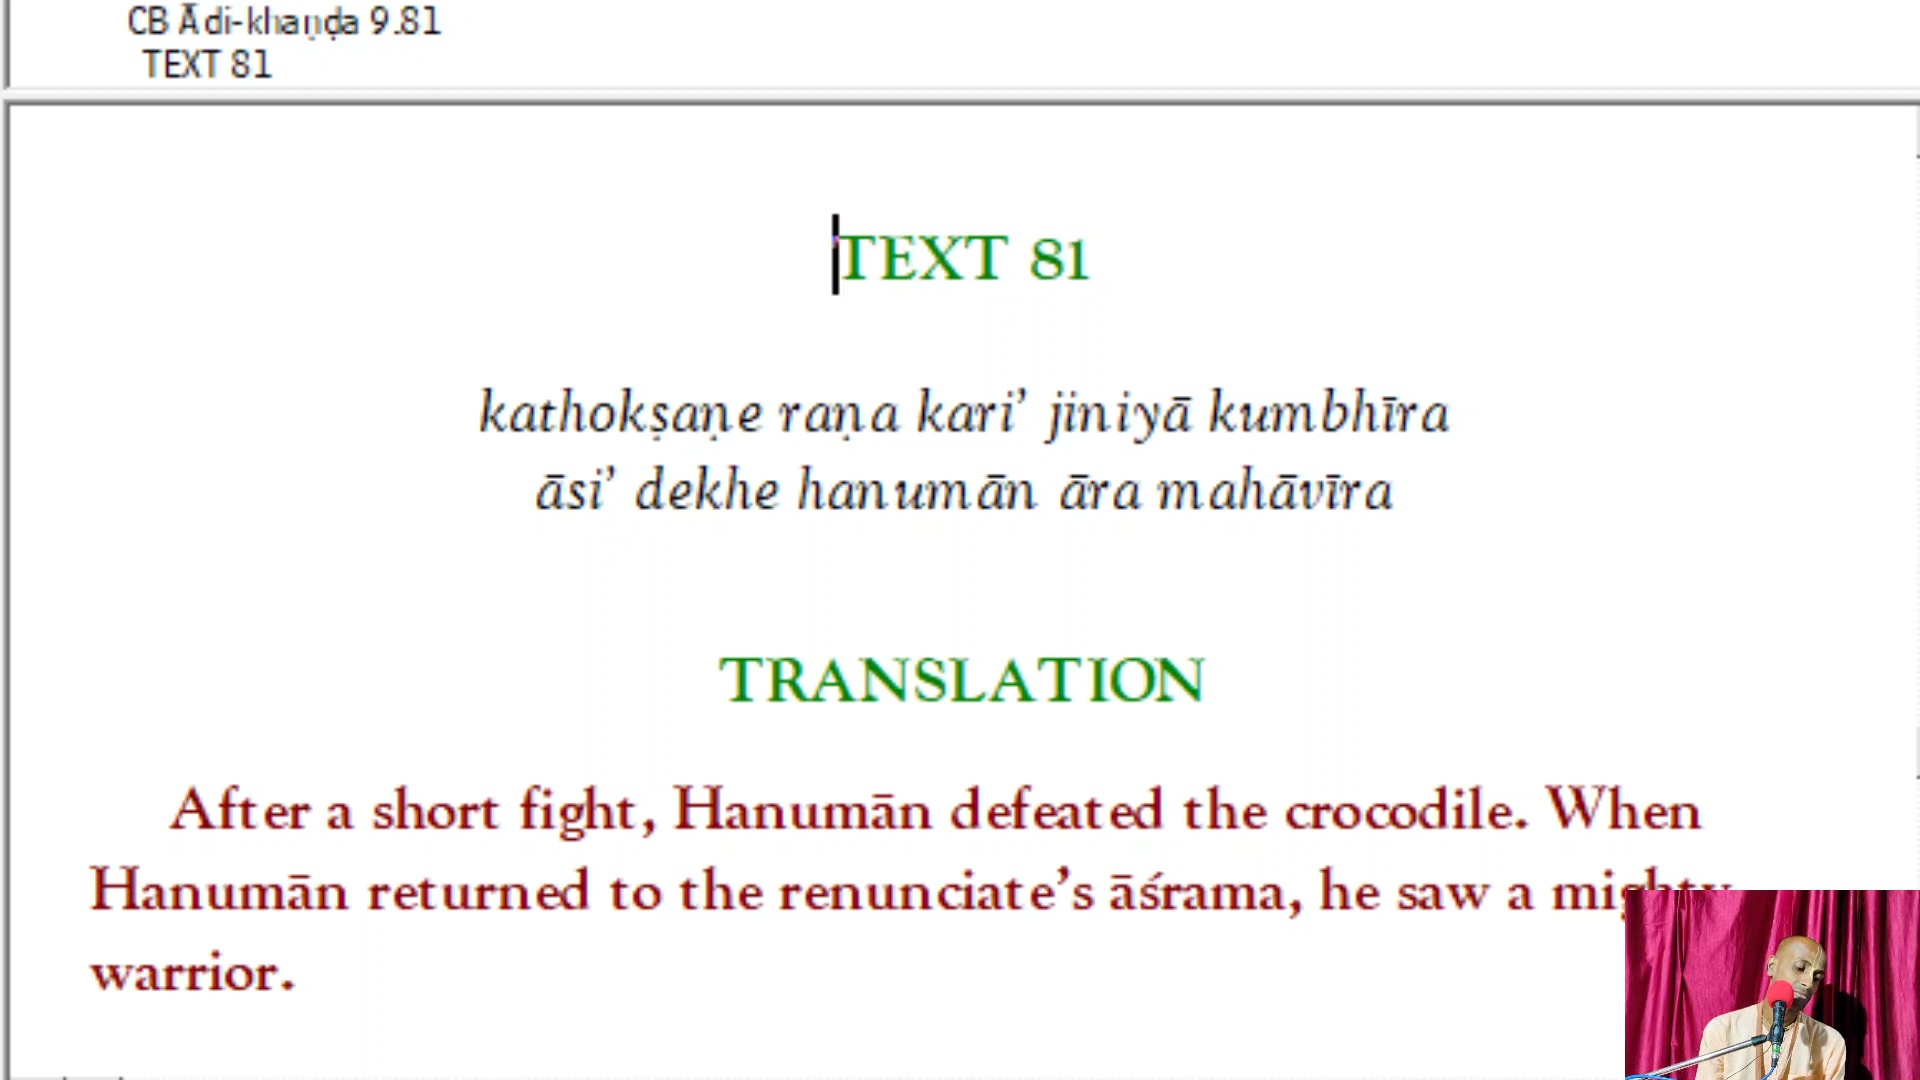 CB Ādi-khaṇḍa 9.81
TEXT 81
TEXT 81
kathokṣaṇe raṇa kari’ jiniyā kumbhīra
āsi’ dekhe hanumān āra mahāvīra
TRANSLATION
After a short fight, Hanumān defeated the crocodile. When
Hanumān returned to the renunciate’s āśrama, he saw a mighty
warrior.